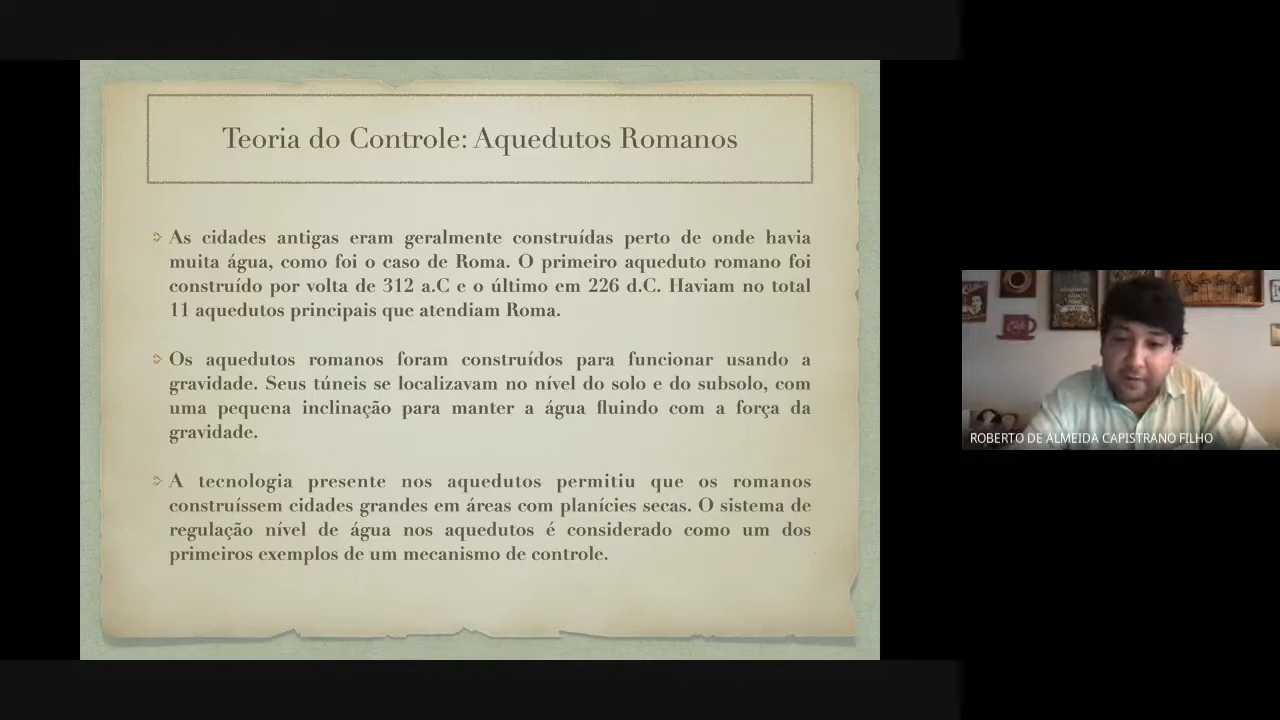 Teoria do Controle: Aquedutos Romanos
As cidades antigas eram geralmente construídas perto de onde havia
muita água, como foi o caso de Roma. O primeiro aqueduto romano foi
construído por volta de 312 a.C e o último em 226 d.C. Haviam no total
11 aquedutos principais que atendiam Roma.
Os aquedutos romanos foram construídos para funcionar usando a
gravidade. Seus túneis se localizavam no nível do solo e do subsolo, com
uma pequena inclinação para manter a água fluindo com a força da
gravidade.
A tecnologia presente nos aquedutos permitiu que os romanos
construíssem cidades grandes em áreas com planícies secas. O sistema de
regulação nível de água nos aquedutos é considerado como um dos
primeiros exemplos de um mecanismo de controle.
ROBERTO DE ALMEIDA CAPISTRANO FILHO